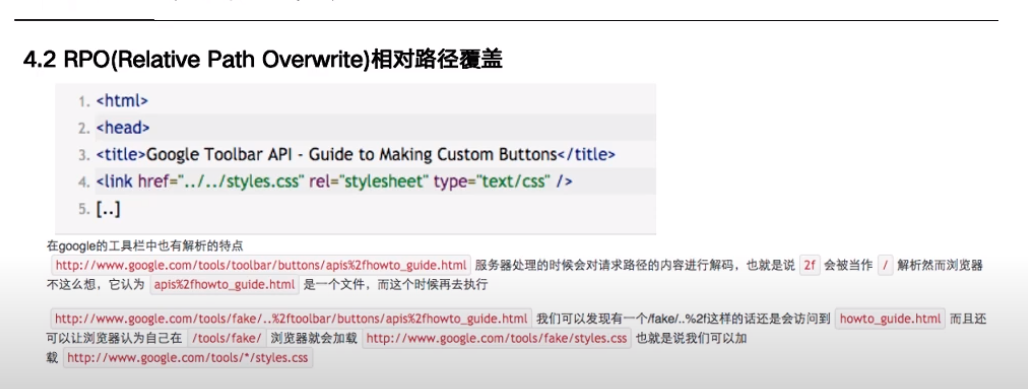 4.2 RPO(Relative Path Overwrite)相对路径覆盖
1. <html>
2. <head>
3. <title>Google Toolbar API - Guide to Making Custom Buttons</title>
4. <link href="../../styles.css" rel="stylesheet" type="text/css" />
5. [..]
在google的工具栏中也有解析的特点
http://www.google.com/tools/toolbar/buttons/apis%2fhowto_guide.html 服务器处理的时候会对请求路径的内容进行解码，也就是说 2f 会被当作 / 解析然而浏览器
不这么想，它认为 apis%2fhowto_guide.html 是一个文件，而这个时候再去执行
http://www.google.com/tools/fake/..%2ftoolbar/buttons/apis%2fhowto_guide.html 我们可以发现有一个/fake/..%2f这样的话还是会访问到 howto_guide.html 而且还
可以让浏览器认为自己在 /tools/fake/ 浏览器就会加载 http://www.google.com/tools/fake/styles.css 也就是说我们可以加
载 http://www.google.com/tools/*/styles.css